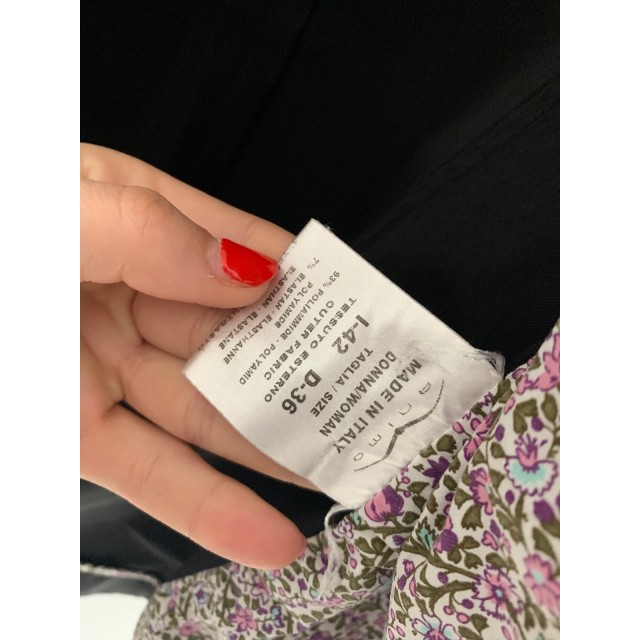 Animo
MADE IN ITALY
DONNA/WOMAN
TAGLIA / SIZE
I-42 D-36
TESSUTO ESTERNO
OUTER FABRIC
93% POLIAMMIDE - POLYAMID
POLYAMIDE
7% ELASTAN - ELASTHANNE
ELASTHAN - ELASTANE